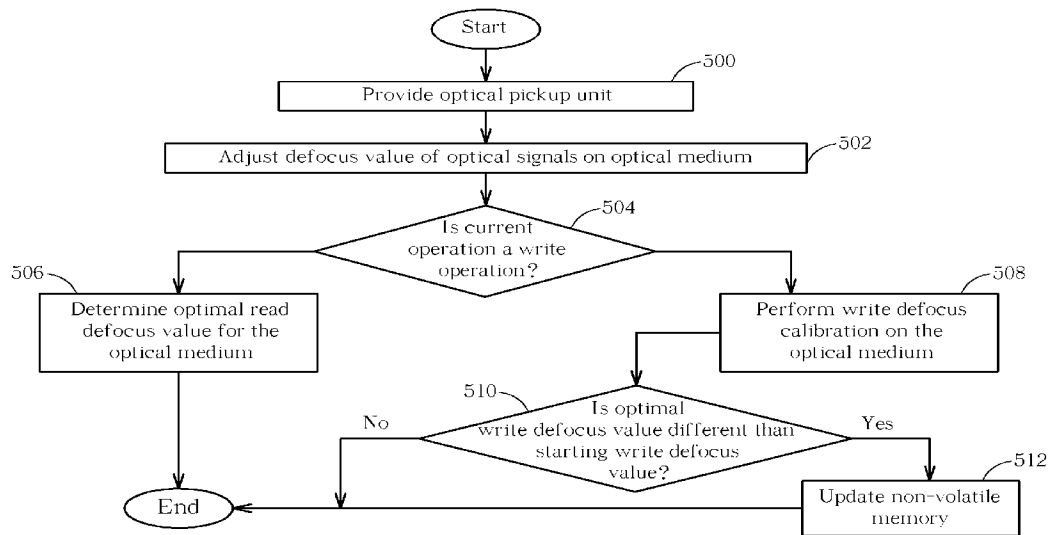 Start
500
Provide optical pickup unit
Adjust defocus value of optical signals on optical medium
502
504
Is current
operation a write
operation?
506
Determine optimal read
defocus value for the
optical medium
508
Perform write defocus
calibration on the
optical medium
510
Is optimal
write defocus value different than
starting write defocus
value?
No
Yes
512
Update non-volatile
memory
End